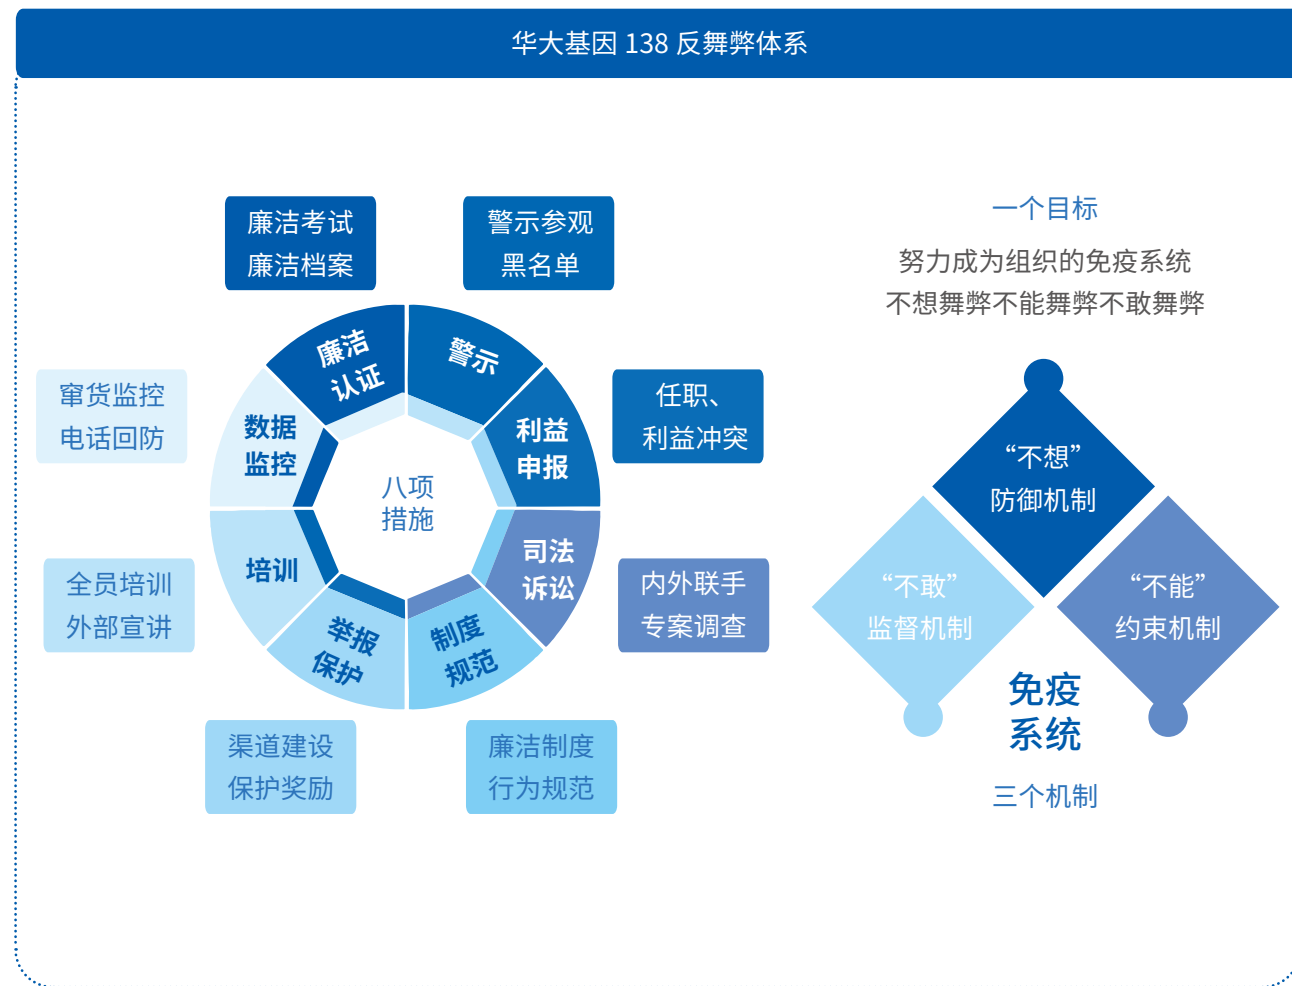 华大基因 138 反舞弊体系
廉洁考试
廉洁档案
警示参观
黑名单
窜货监控
电话回防
任职、
利益冲突
全员培训
外部宣讲
内外联手
专案调查
渠道建设
保护奖励
廉洁制度
行为规范
廉洁
认证
警示
利益
申报
司法
诉讼
制度
规范
举报
保护
培训
数据
监控
八项
措施
一个目标
努力成为组织的免疫系统
不想舞弊不能舞弊不敢舞弊
“不想”
防御机制
“不敢”
监督机制
“不能”
约束机制
免疫
系统
三个机制